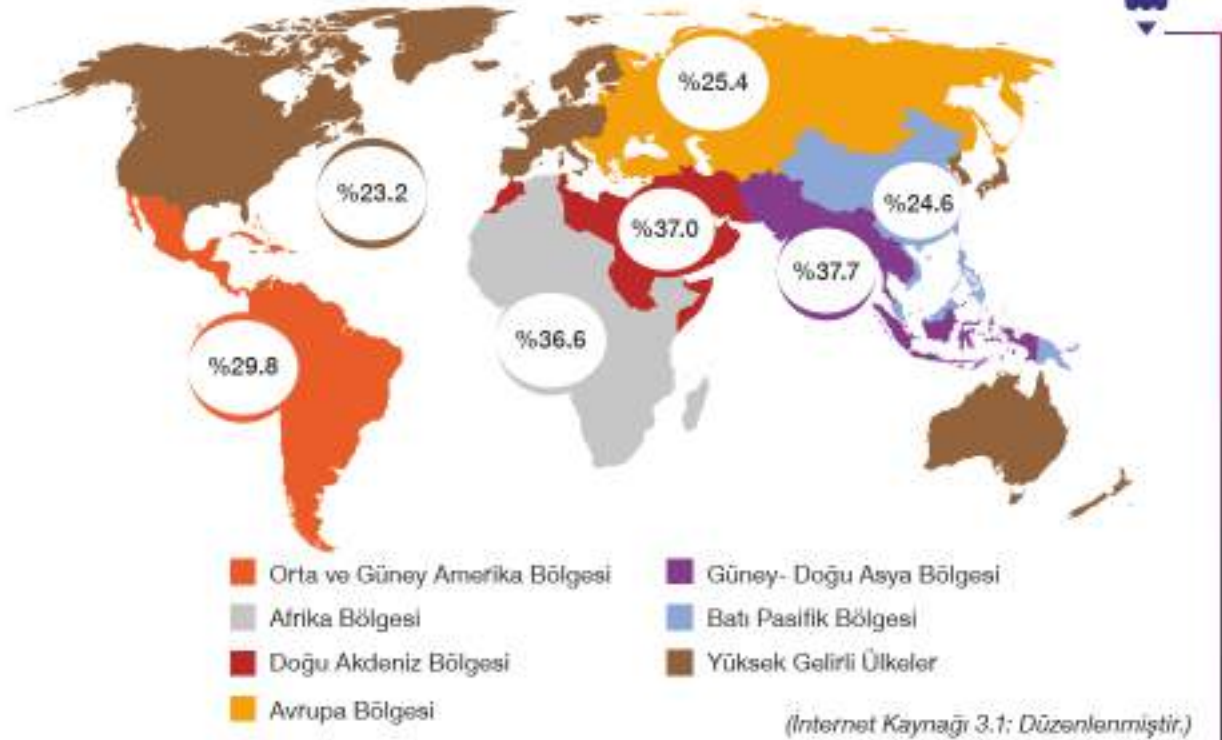 %25.4
%23.2
%24.6
%37.0
%37.7
%36.6
%29.8
Orta ve Güney Amerika Bölgesi
Afrika Bölgesi
Doğu Akdeniz Bölgesi
Avrupa Bölgesi
Güney- Doğu Asya Bölgesi
Batı Pasifik Bölgesi
Yüksek Gelirli Ülkeler
(İnternet Kaynağı 3.1: Düzenlenmiştir.)